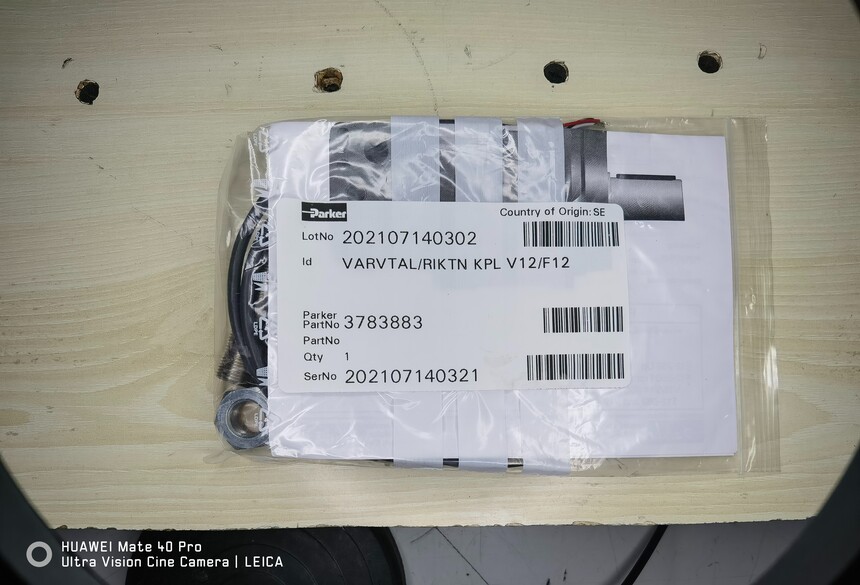 Parker
Country of Origin: SE
LotNo 202107140302
Id VARVTAL/RIKTN KPL V12/F12
Parker
PartNo 3783883
PartNo
Qty 1
SerNo 202107140321
HUAWEI Mate 40 Pro
Ultra Vision Cine Camera | LEICA